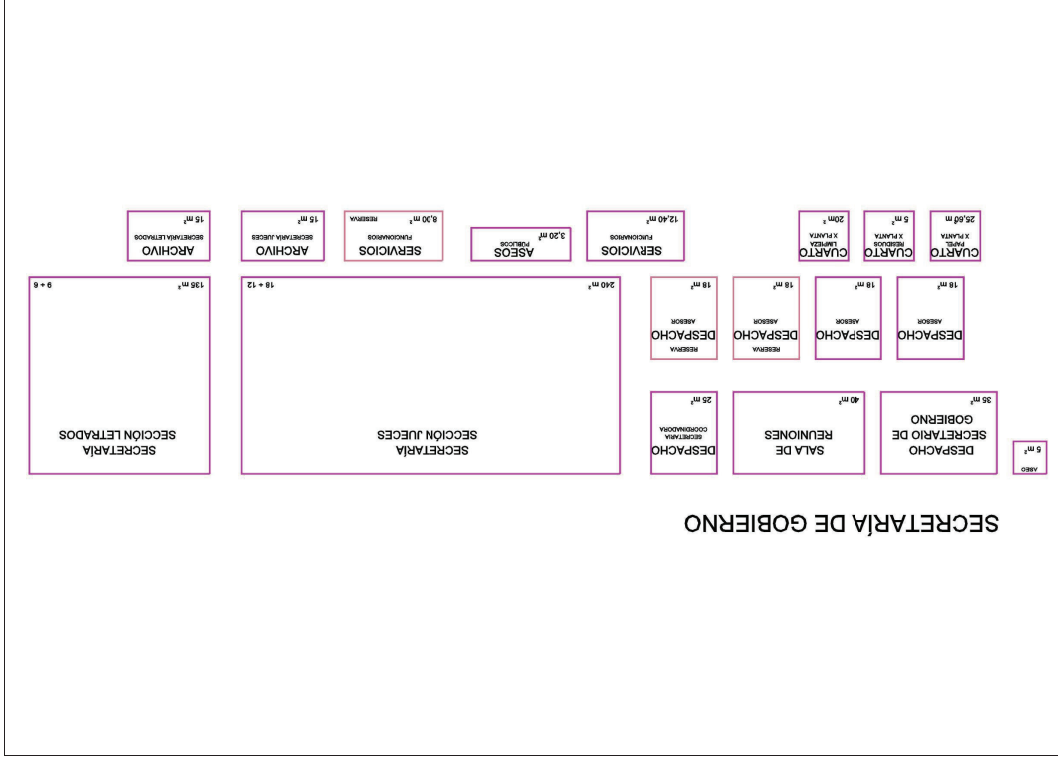 SECRETARÍA DE GOBIERNO
ASEO
5 m²
DESPACHO
SECRETARIO DE
GOBIERNO
35 m²
SALA DE
REUNIONES
40 m²
DESPACHO
SECRETARIA
COORDINADORA
25 m²
SECRETARÍA
SECCIÓN JUECES
240 m²
18 + 12
SECRETARÍA
SECCIÓN LETRADOS
135 m²
9 + 6
DESPACHO
ASESOR
18 m²
DESPACHO
ASESOR
18 m²
RESERVA
DESPACHO
ASESOR
18 m²
RESERVA
DESPACHO
ASESOR
18 m²
CUARTO
PAPEL
X PLANTA
25,60 m²
CUARTO
RESIDUOS
X PLANTA
5 m²
CUARTO
LIMPIEZA
X PLANTA
20m²
SERVICIOS
FUNCIONARIOS
12,40 m²
ASEOS
PÚBLICOS
3,20 m²
SERVICIOS
FUNCIONARIOS
8,30 m²
RESERVA
ARCHIVO
SECRETARIA JUECES
15 m²
ARCHIVO
SECRETARÍA LETRADOS
15 m²